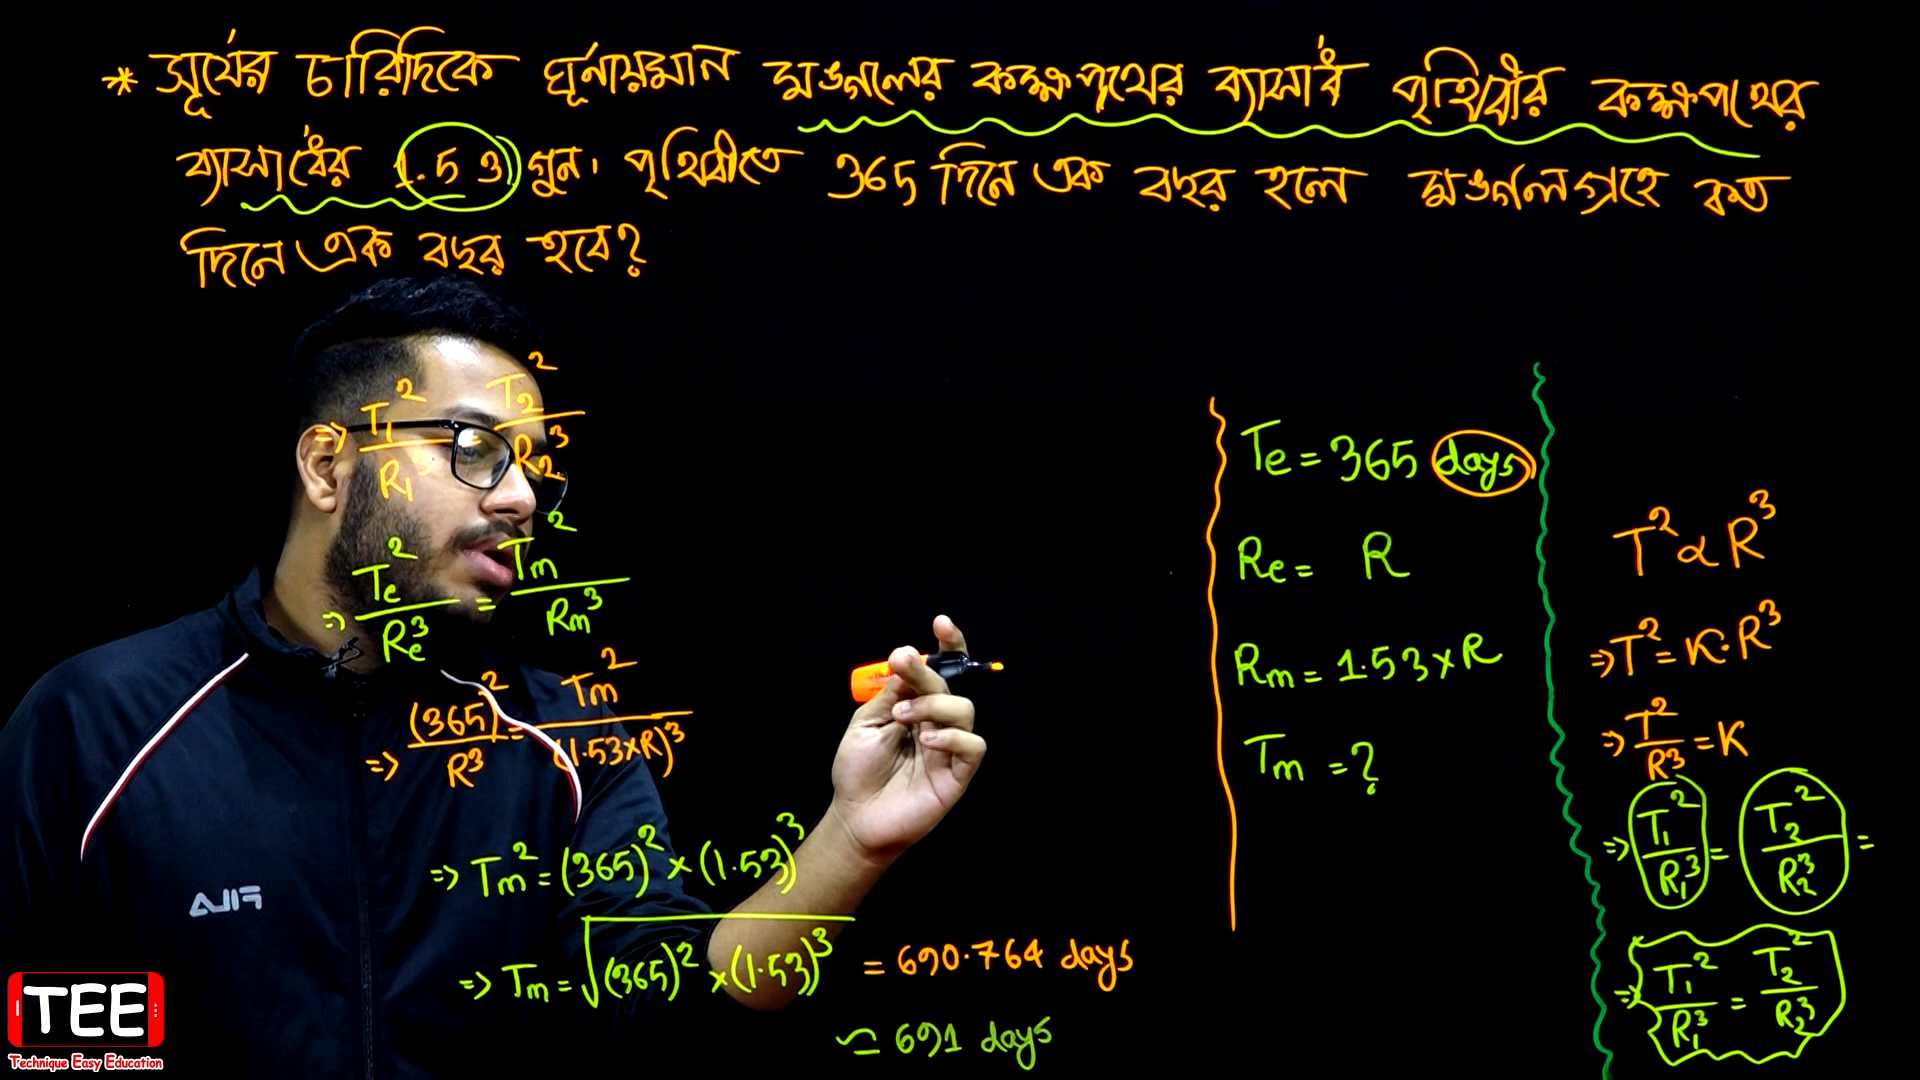 * সূর্যের চারিদিকে ঘূর্নায়মান মঙ্গলের কক্ষপথের ব্যাসার্ধ পৃথিবীর কক্ষপথের
ব্যাসার্ধের 1.53 গুন। পৃথিবীতে 365 দিনে এক বছর হলে মঙ্গলগ্রহে কত
দিনে এক বছর হবে?
⇒ T₁²/R₁³ = T₂²/R₂³
⇒ Te²/Re³ = Tm²/Rm³
⇒ (365)²/R³ = Tm²/(1.53×R)³
⇒ Tm² = (365)² × (1.53)³
⇒ Tm = √((365)² × (1.53)³) = 690.764 days
≃ 691 days
Te = 365 days
Re = R
Rm = 1.53×R
Tm = ?
T² ∝ R³
⇒ T² = K·R³
⇒ T²/R³ = K
⇒ T₁²/R₁³ = T₂²/R₂³ =
⇒ T₁²/R₁³ = T₂²/R₂³
FILA
TEE
Technique Easy Education